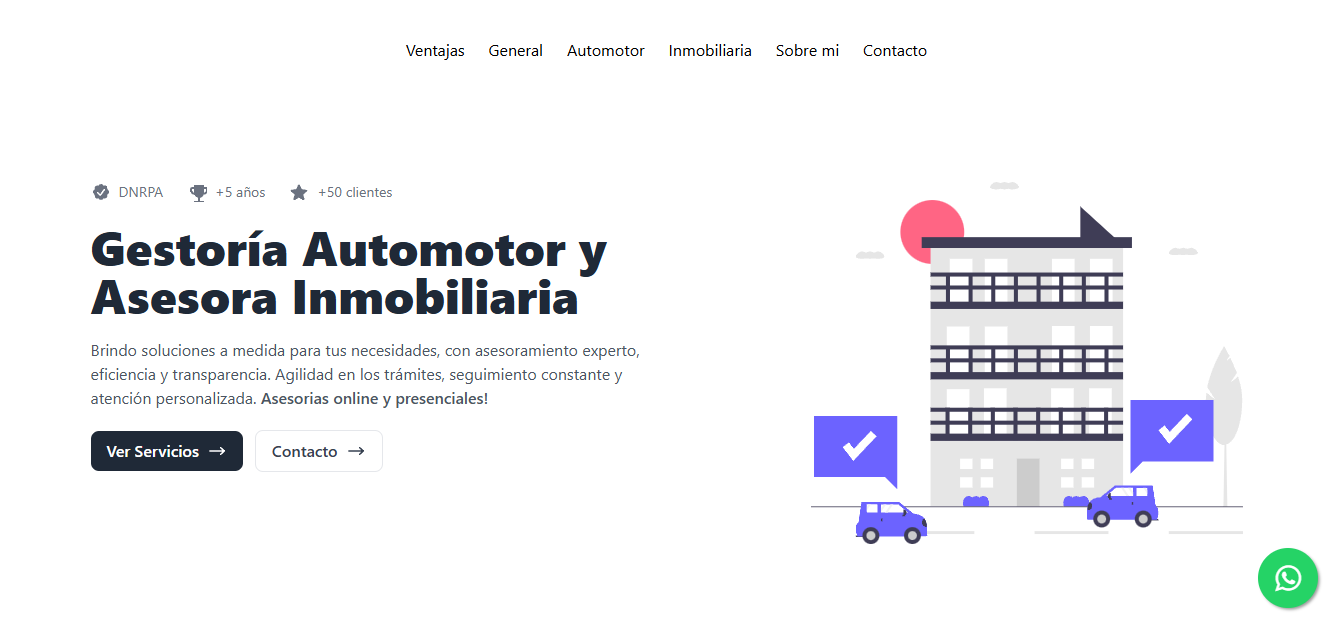 Ventajas General Automotor Inmobiliaria Sobre mi Contacto
DNRPA +5 años +50 clientes
Gestoría Automotor y
Asesora Inmobiliaria
Brindo soluciones a medida para tus necesidades, con asesoramiento experto,
eficiencia y transparencia. Agilidad en los trámites, seguimiento constante y
atención personalizada. Asesorias online y presenciales!
Ver Servicios → Contacto →